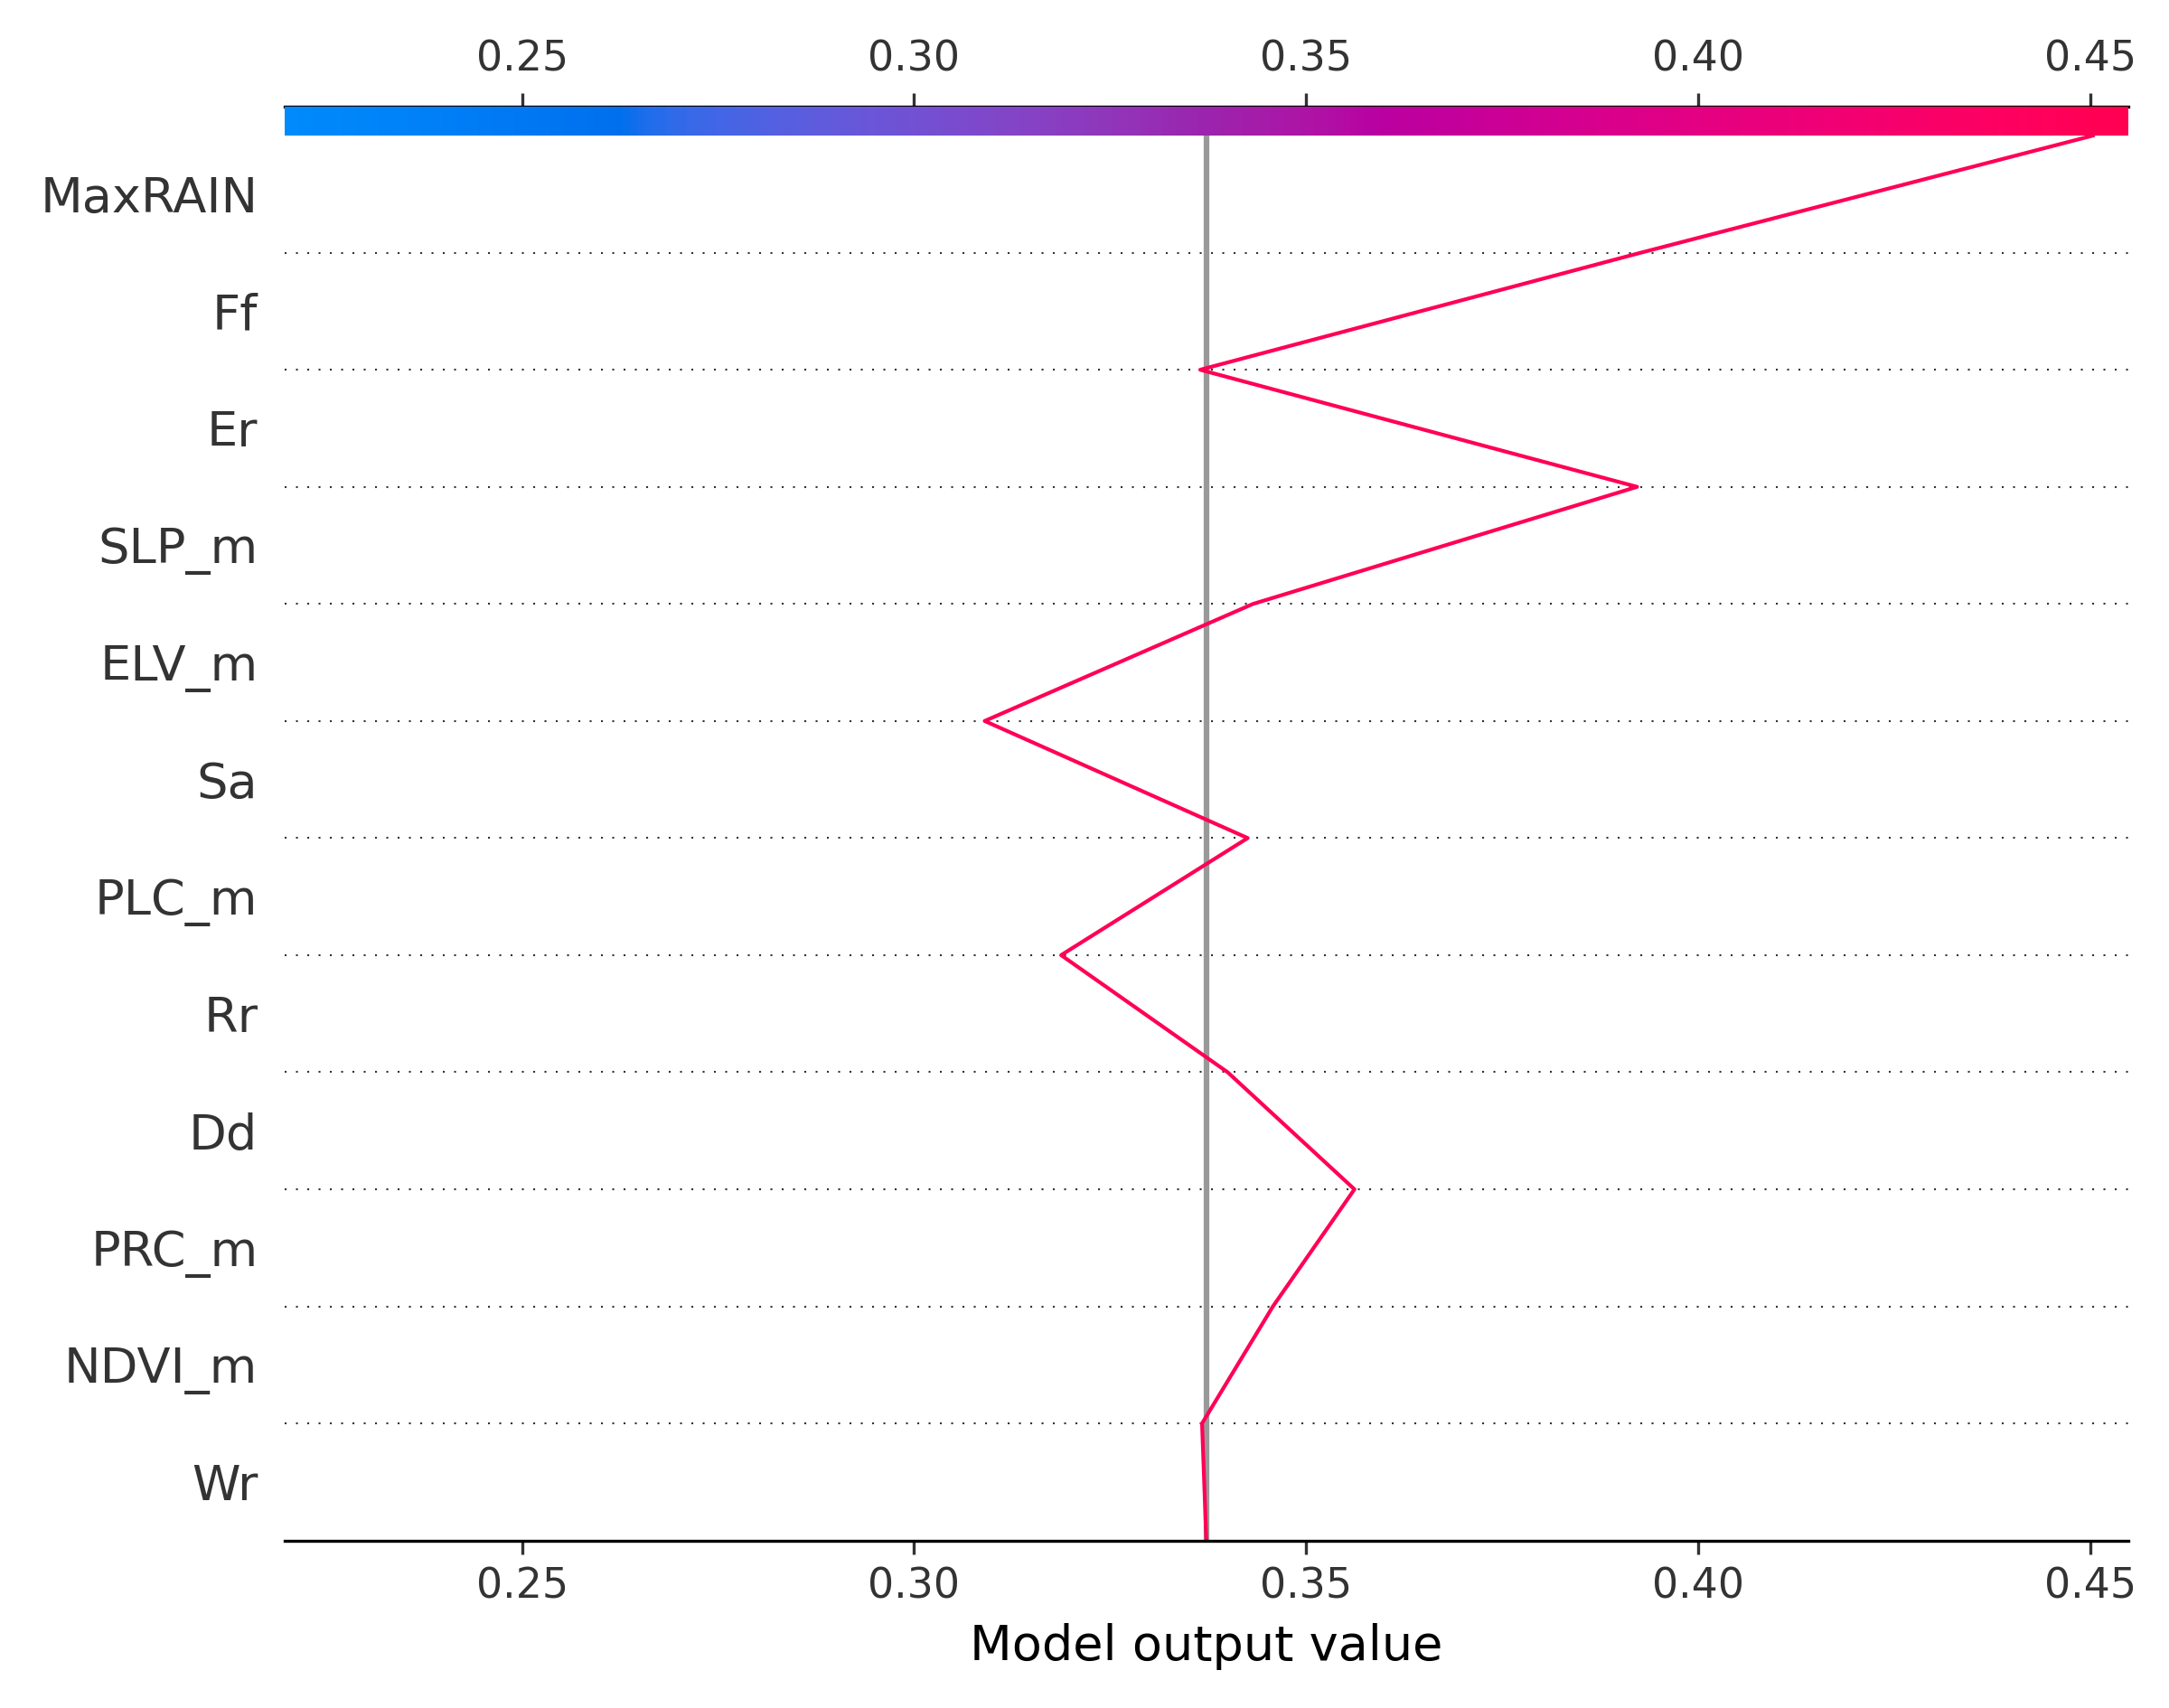 0.25 0.30 0.35 0.40 0.45
MaxRAIN
Ff
Er
SLP_m
ELV_m
Sa
PLC_m
Rr
Dd
PRC_m
NDVI_m
Wr
0.25 0.30 0.35 0.40 0.45
Model output value